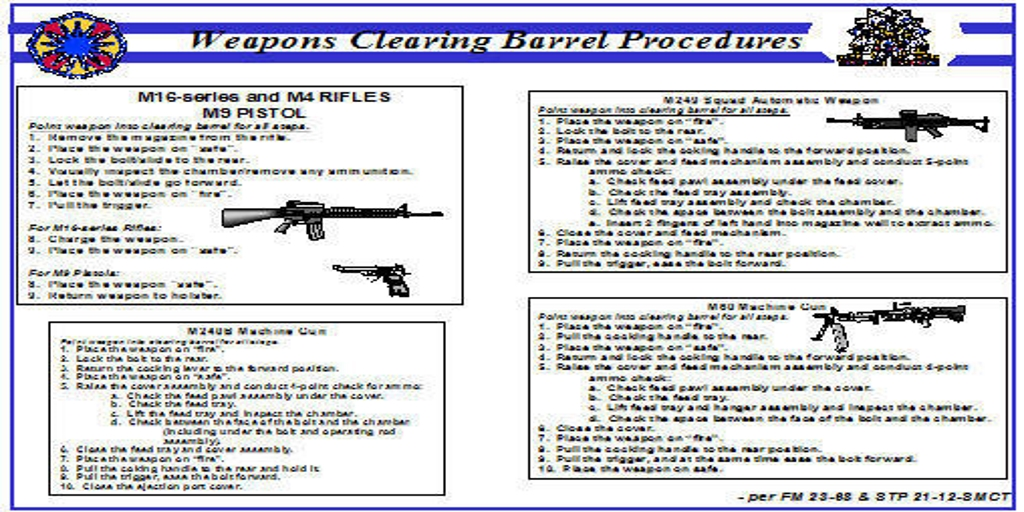 Weapons Clearing Barrel Procedures
M16-series and M4 RIFLES
M9 PISTOL
Point weapon into clearing barrel for all steps.
1. Remove the magazine from the rifle.
2. Place the weapon on "safe".
3. Lock the bolt/slide to the rear.
4. Visually inspect the chamber/remove any ammunition.
5. Let the bolt/slide go forward.
6. Place the weapon on "fire".
7. Pull the trigger.
For M16-series Rifles:
8. Charge the weapon.
9. Place the weapon on "safe".
For M9 Pistols:
8. Place the weapon "safe".
9. Return weapon to holster.
M240B Machine Gun
Point weapon into clearing barrel for all steps.
1. Place the weapon on "fire".
2. Lock the bolt to the rear.
3. Return the cocking lever to the forward position.
4. Place the weapon on "safe".
5. Raise the cover assembly and conduct 4-point check for ammo:
a. Check the feed pawl assembly under the cover.
b. Check the feed tray.
c. Lift the feed tray and inspect the chamber.
d. Check between the face of the bolt and the chamber
(including under the bolt and operating rod
assembly).
6. Close the feed tray and cover assembly.
7. Place the weapon on "fire".
8. Pull the coking handle to the rear and hold it
9. Pull the trigger, ease the bolt forward.
10. Close the ejection port cover.
M249 Squad Automatic Weapon
Point weapon into clearing barrel for all steps.
1. Place the weapon on "fire".
2. Lock the bolt to the rear.
3. Place the weapon on "safe".
4. Return and lock the coking handle to the forward position.
5. Raise the cover and feed mechanism assembly and conduct 5-point
ammo check:
a. Check feed pawl assembly under the feed cover.
b. Check the feed tray assembly.
c. Lift feed tray assembly and check the chamber.
d. Check the space between the bolt assembly and the chamber.
e. Insert 2 fingers of left hand into magazine well to extract ammo.
6. Close the cover and feed mechanism.
7. Place the weapon on "fire".
8. Return the cocking handle to the rear position.
9. Pull the trigger, ease the bolt forward.
M60 Machine Gun
Point weapon into clearing barrel for all steps.
1. Place the weapon on "fire".
2. Pull the cocking handle to the rear.
3. Place the weapon on "safe".
4. Return and lock the coking handle to the forward position.
5. Raise the cover and feed mechanism assembly and conduct 4-point
ammo check:
a. Check feed pawl assembly under the cover.
b. Check the feed tray.
c. Lift feed tray and hanger assembly and inspect the chamber.
d. Check the space between the face of the bolt and the chamber.
6. Close the cover.
7. Place the weapon on "fire".
8. Pull the cocking handle to the rear position.
9. Pull the trigger, and at the same time ease the bolt forward.
10. Place the weapon on safe.
- per FM 23-68 & STP 21-12-SMCT